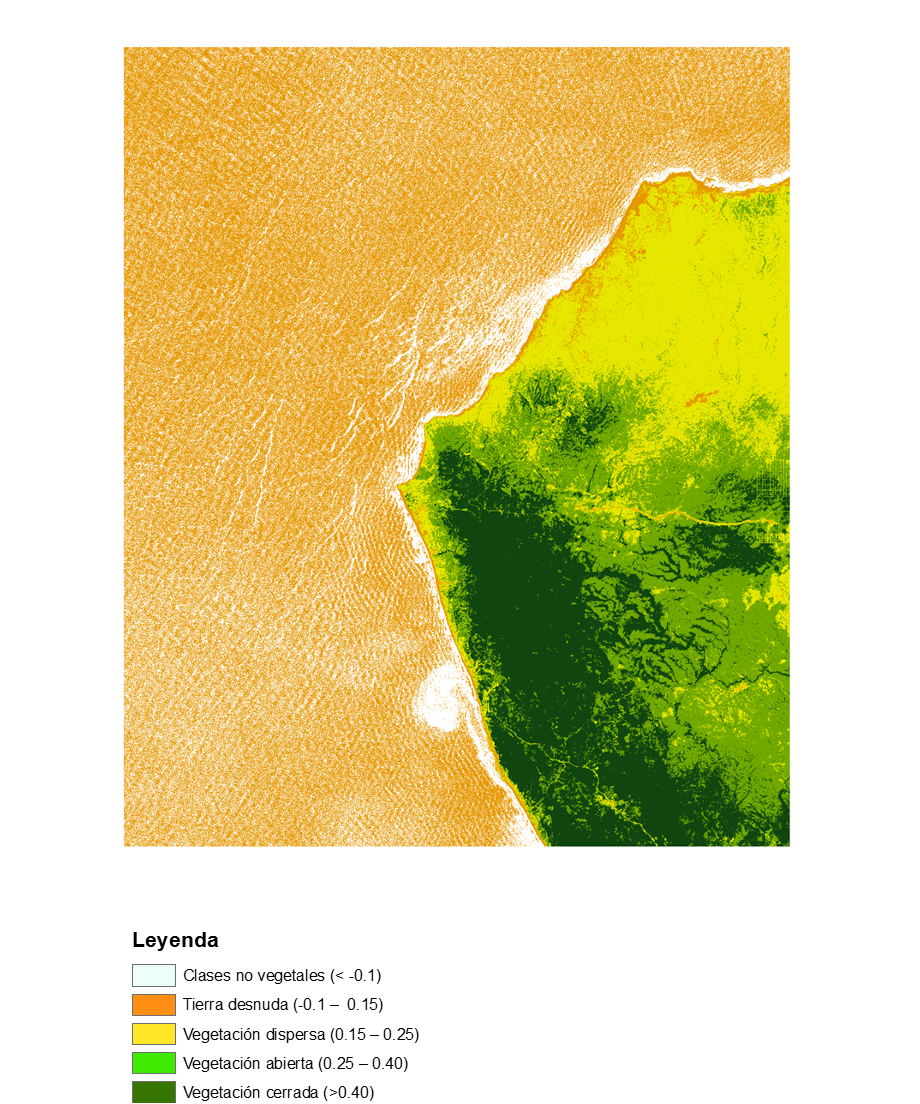 Leyenda
Clases no vegetales (< -0.1)
Tierra desnuda (-0.1 – 0.15)
Vegetación dispersa (0.15 – 0.25)
Vegetación abierta (0.25 – 0.40)
Vegetación cerrada (>0.40)